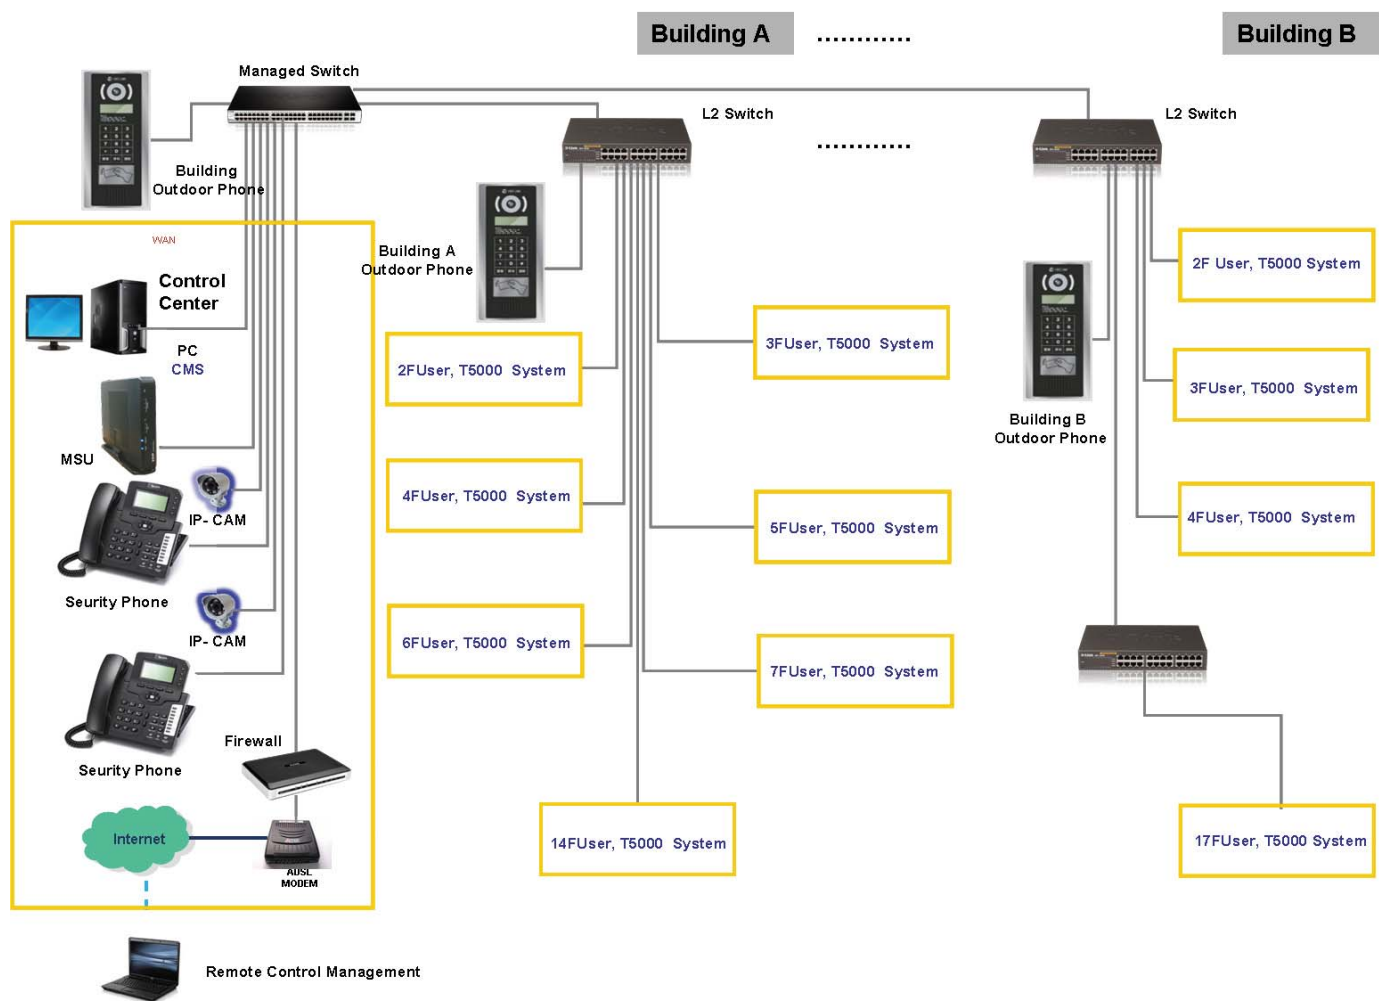 Building A
............
Building B
Managed Switch
L2 Switch
............
L2 Switch
Building
Outdoor Phone
WAN
Control
Center
PC
CMS
MSU
IP- CAM
Seurity Phone
IP- CAM
Seurity Phone
Firewall
Internet
ADSL
MODEM
Remote Control Management
Building A
Outdoor Phone
2FUser, T5000 System
3FUser, T5000 System
4FUser, T5000 System
5FUser, T5000 System
6FUser, T5000 System
7FUser, T5000 System
14FUser, T5000 System
Building B
Outdoor Phone
2F User, T5000 System
3FUser, T5000 System
4FUser, T5000 System
17FUser, T5000 System